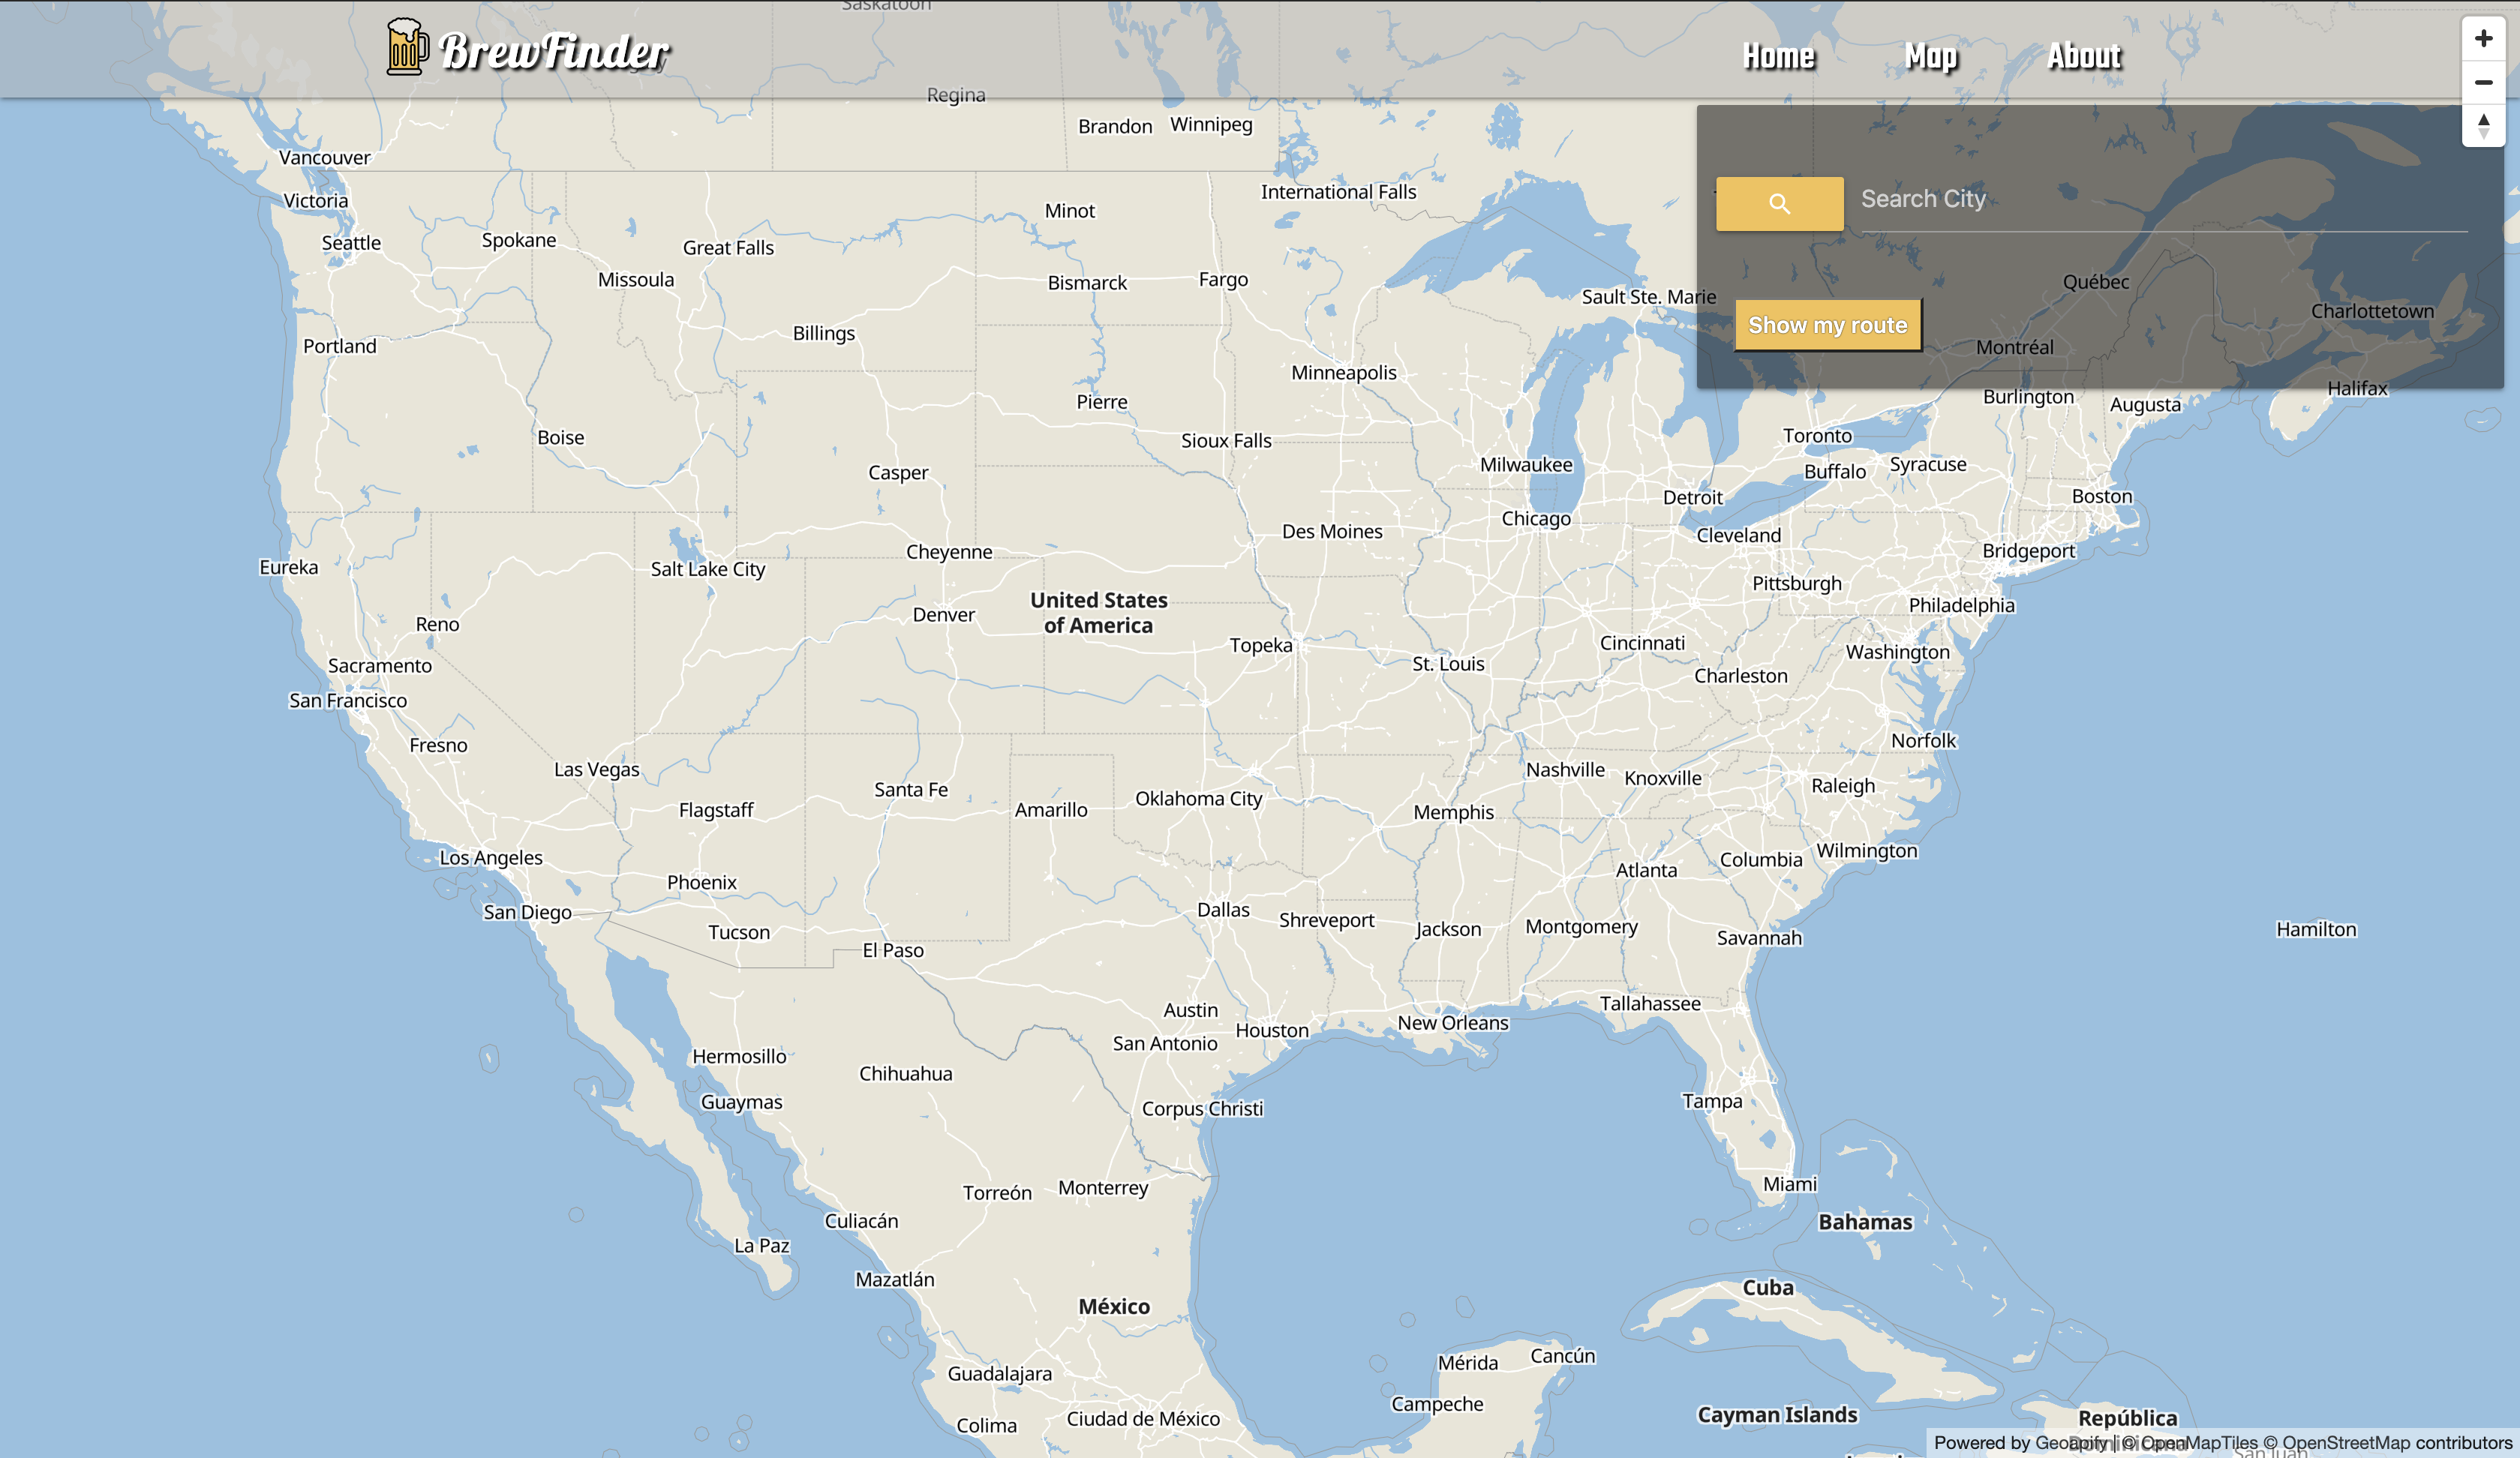 Saskatoon
BrewFinder
Home
Map
About
Regina
Brandon
Winnipeg
Vancouver
Victoria
International Falls
Search City
Minot
Seattle
Spokane
Great Falls
Missoula
Bismarck
Fargo
Sault Ste. Marie
Québec
Charlottetown
Show my route
Portland
Billings
Montréal
Minneapolis
Halifax
Burlington
Augusta
Pierre
Boise
Sioux Falls
Toronto
Casper
Milwaukee
Buffalo
Syracuse
Detroit
Boston
Chicago
Des Moines
Cleveland
Cheyenne
Bridgeport
Eureka
Salt Lake City
Pittsburgh
United States
of America
Denver
Philadelphia
Reno
Topeka
Cincinnati
Washington
Sacramento
St. Louis
Charleston
San Francisco
Fresno
Norfolk
Las Vegas
Nashville
Knoxville
Raleigh
Santa Fe
Flagstaff
Amarillo
Oklahoma City
Memphis
Los Angeles
Wilmington
Columbia
Atlanta
Phoenix
San Diego
Dallas
Shreveport
Jackson
Montgomery
Savannah
Hamilton
Tucson
El Paso
Austin
Houston
New Orleans
Tallahassee
San Antonio
Hermosillo
Chihuahua
Guaymas
Corpus Christi
Tampa
Torreón
Monterrey
Miami
Culiacán
Bahamas
La Paz
Mazatlán
Cuba
México
Guadalajara
Mérida
Cancún
Campeche
Colima
Ciudad de México
Cayman Islands
República
Dominicana
Powered by Geoapify | © OpenMapTiles © OpenStreetMap contributors
San Juan